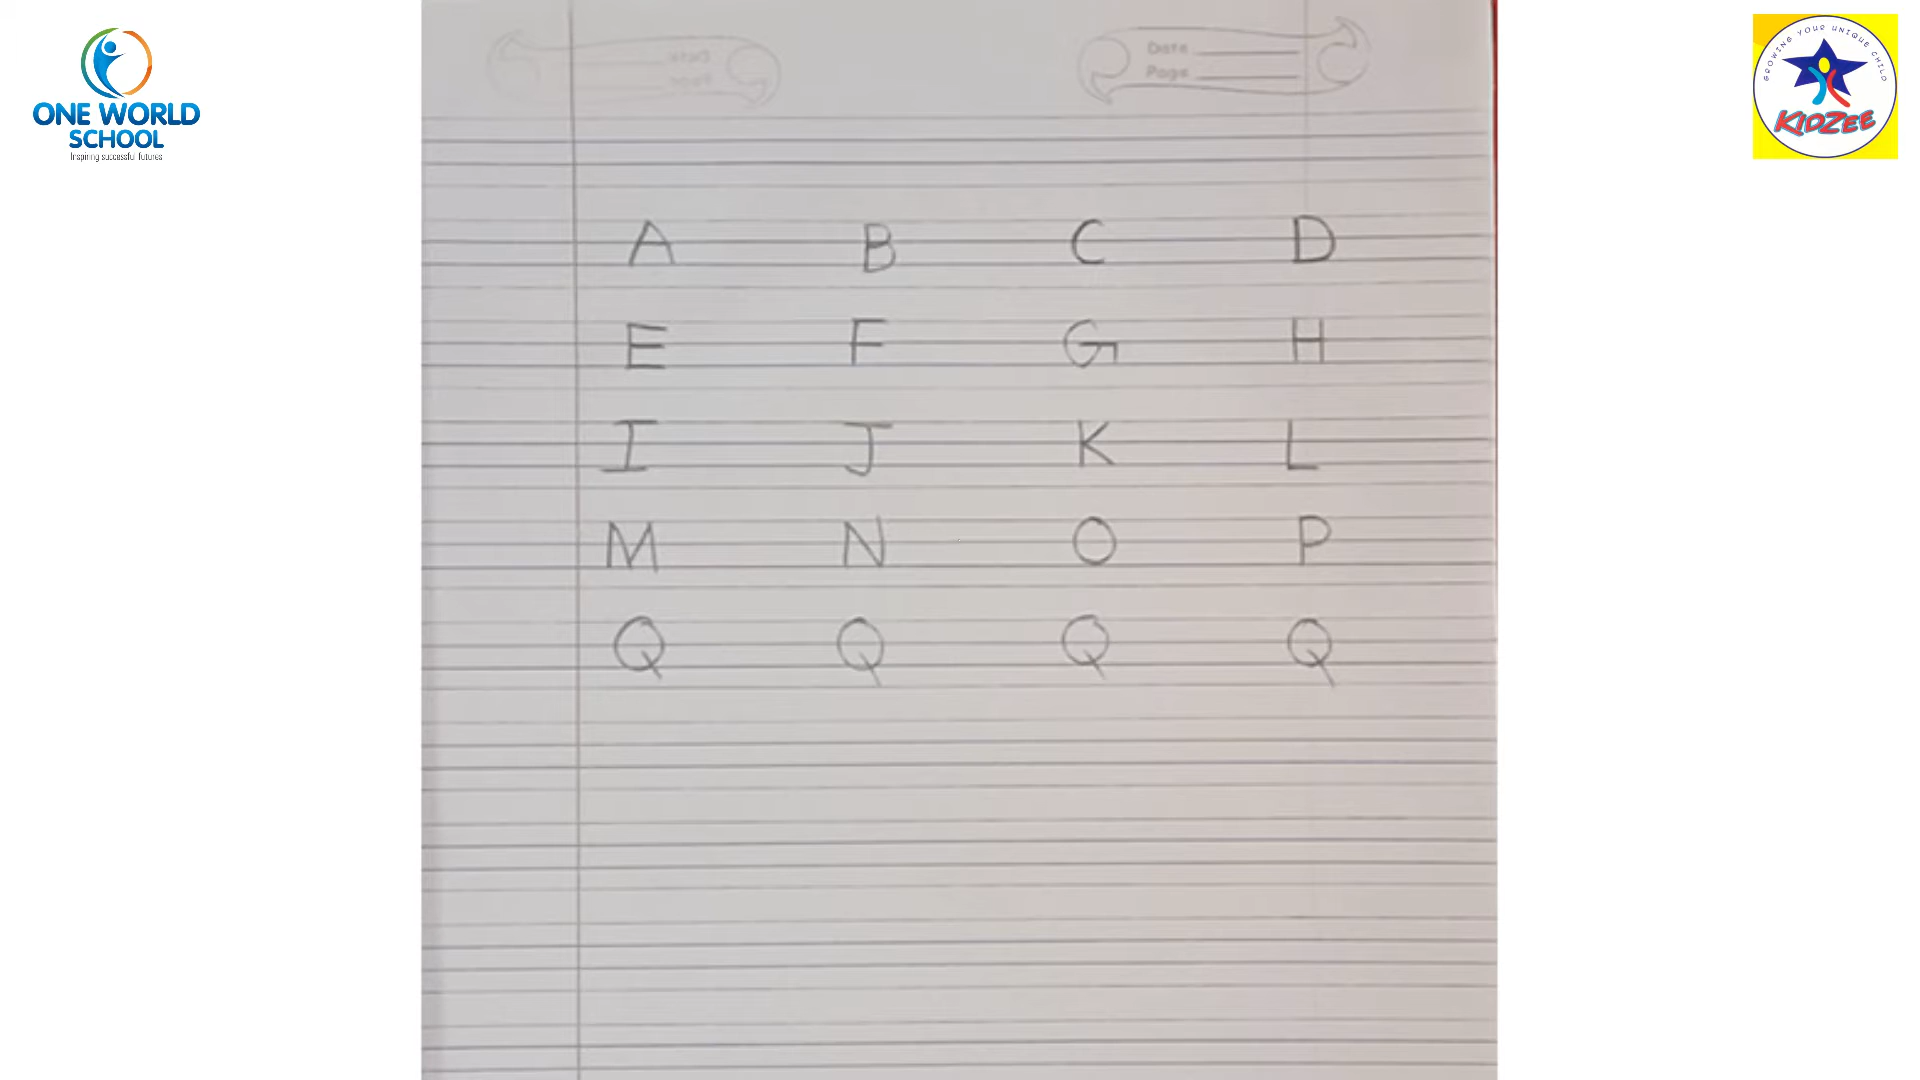 ONE WORLD
SCHOOL
Inspiring successful futures
GROWING YOUR UNIQUE CHILD
KIDZEE
Date
Page
A B C D
E F G H
I J K L
M N O P
Q Q Q Q